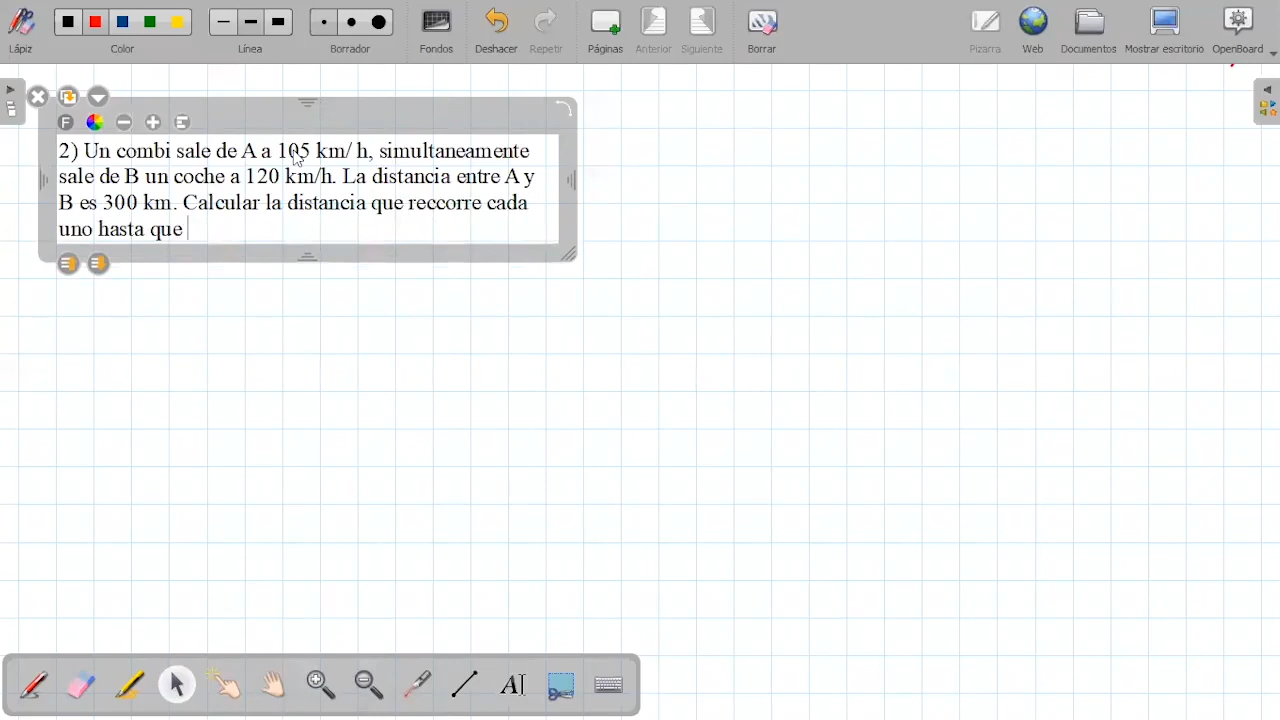 Lápiz Color Línea Borrador Fondos Deshacer Repetir Páginas Anterior Siguiente Borrar Pizarra Web Documentos Mostrar escritorio OpenBoard
F
2) Un combi sale de A a 105 km/ h, simultaneamente
sale de B un coche a 120 km/h. La distancia entre A y
B es 300 km. Calcular la distancia que reccorre cada
uno hasta que
AI